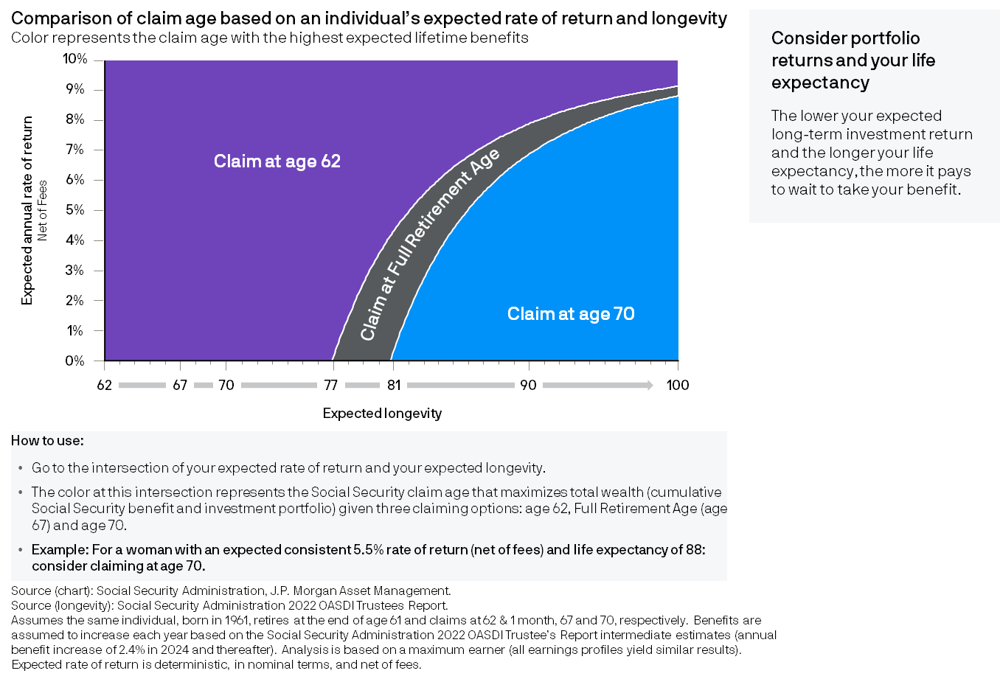 Comparison of claim age based on an individual's expected rate of return and longevity
Color represents the claim age with the highest expected lifetime benefits
10%
9%
8%
7%
6%
5%
4%
3%
2%
1%
0%
Expected annual rate of return
Net of Fees
Claim at age 62
Claim at Full Retirement Age
Claim at age 70
62 67 70 77 81 90 100
Expected longevity
Consider portfolio
returns and your life
expectancy
The lower your expected
long-term investment return
and the longer your life
expectancy, the more it pays
to wait to take your benefit.
How to use:
• Go to the intersection of your expected rate of return and your expected longevity.
• The color at this intersection represents the Social Security claim age that maximizes total wealth (cumulative
Social Security benefit and investment portfolio) given three claiming options: age 62, Full Retirement Age (age
67) and age 70.
• Example: For a woman with an expected consistent 5.5% rate of return (net of fees) and life expectancy of 88:
consider claiming at age 70.
Source (chart): Social Security Administration, J.P. Morgan Asset Management.
Source (longevity): Social Security Administration 2022 OASDI Trustees Report.
Assumes the same individual, born in 1961, retires at the end of age 61 and claims at 62 & 1 month, 67 and 70, respectively. Benefits are
assumed to increase each year based on the Social Security Administration 2022 OASDI Trustee's Report intermediate estimates (annual
benefit increase of 2.4% in 2024 and thereafter). Analysis is based on a maximum earner (all earnings profiles yield similar results).
Expected rate of return is deterministic, in nominal terms, and net of fees.